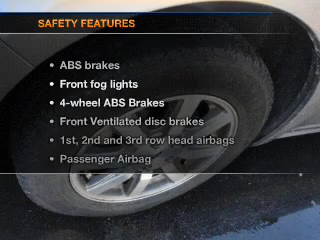 SAFETY FEATURES
• ABS brakes
• Front fog lights
• 4-wheel ABS Brakes
• Front Ventilated disc brakes
• 1st, 2nd and 3rd row head airbags
• Passenger Airbag